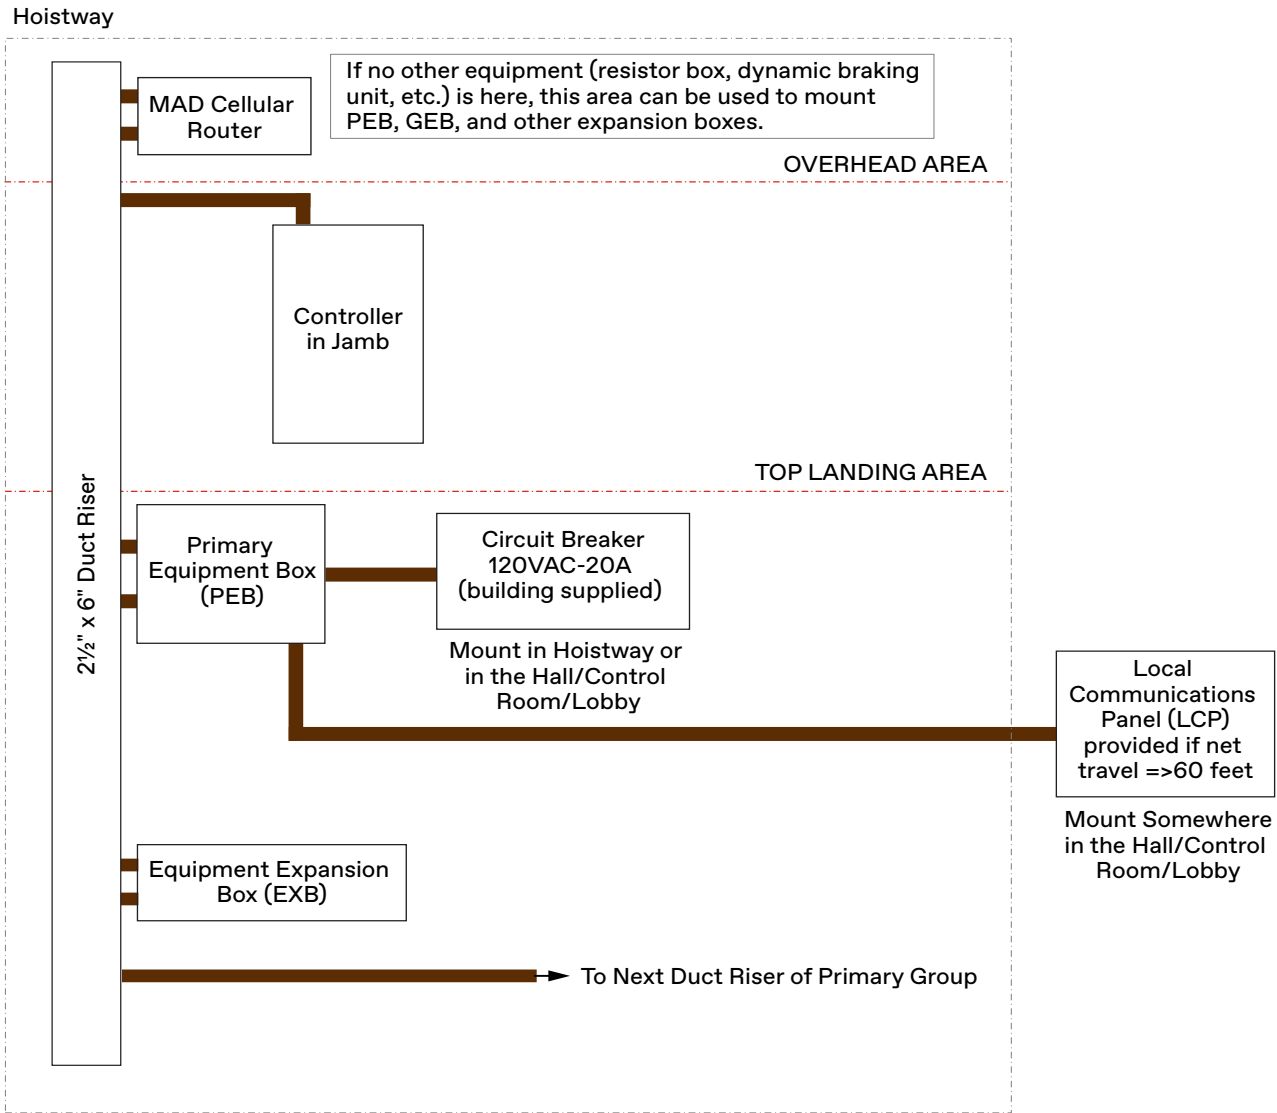 Hoistway
MAD Cellular
Router
If no other equipment (resistor box, dynamic braking
unit, etc.) is here, this area can be used to mount
PEB, GEB, and other expansion boxes.
OVERHEAD AREA
Controller
in Jamb
TOP LANDING AREA
2½" x 6" Duct Riser
Primary
Equipment Box
(PEB)
Circuit Breaker
120VAC-20A
(building supplied)
Mount in Hoistway or
in the Hall/Control
Room/Lobby
Local
Communications
Panel (LCP)
provided if net
travel =>60 feet
Mount Somewhere
in the Hall/Control
Room/Lobby
Equipment Expansion
Box (EXB)
To Next Duct Riser of Primary Group